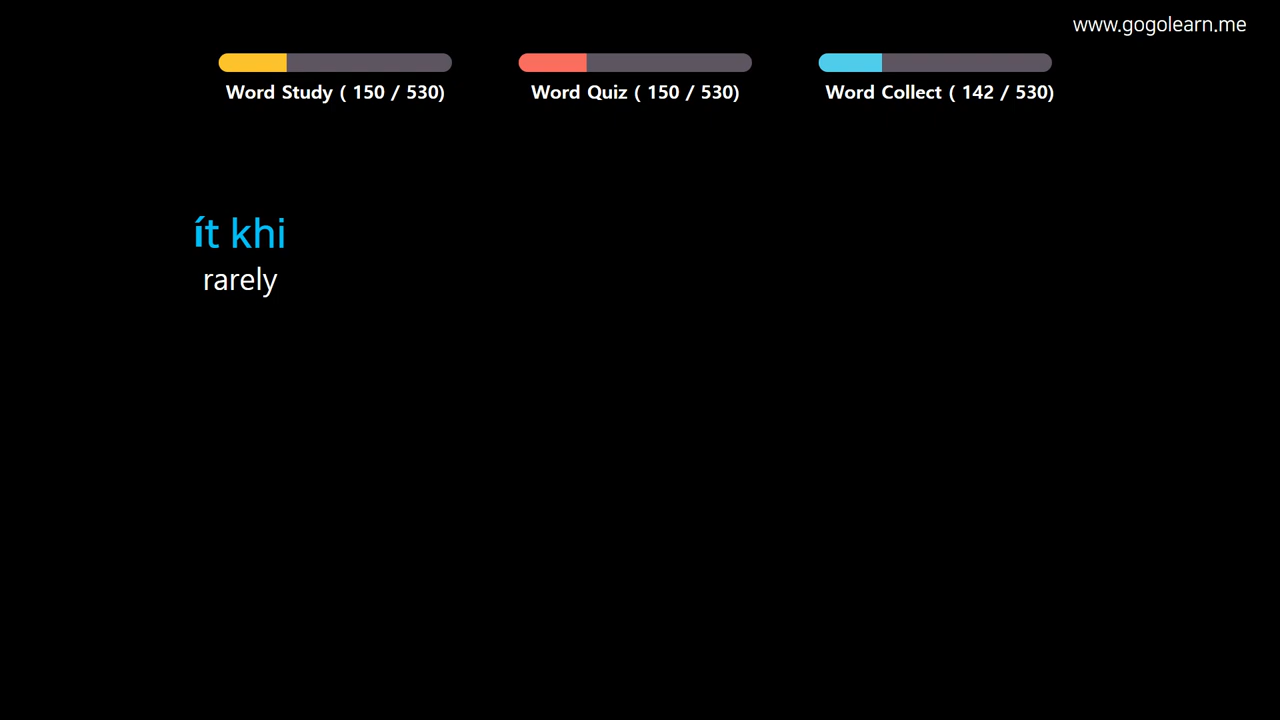 www.gogolearn.me
Word Study ( 150 / 530)
Word Quiz ( 150 / 530)
Word Collect ( 142 / 530)
ít khi
rarely